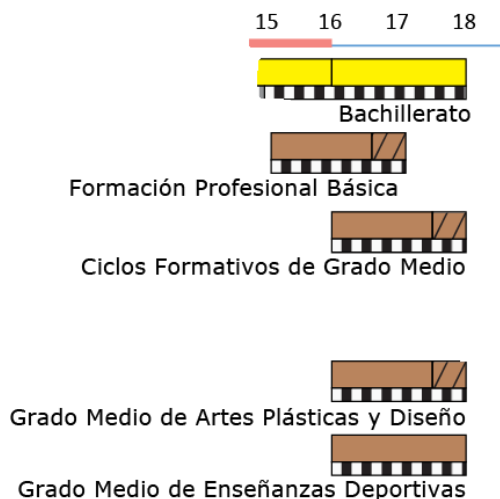 15 16 17 18
Bachillerato
Formación Profesional Básica
Ciclos Formativos de Grado Medio
Grado Medio de Artes Plásticas y Diseño
Grado Medio de Enseñanzas Deportivas